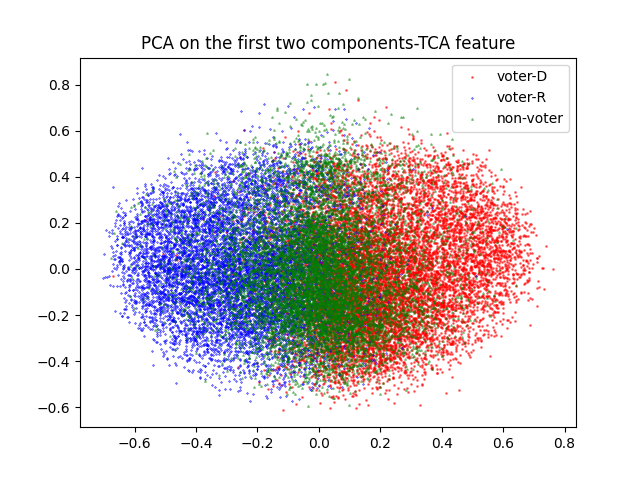 PCA on the first two components-TCA feature
voter-D
voter-R
non-voter
0.8
0.6
0.4
0.2
0.0
−0.2
−0.4
−0.6
−0.6 −0.4 −0.2 0.0 0.2 0.4 0.6 0.8